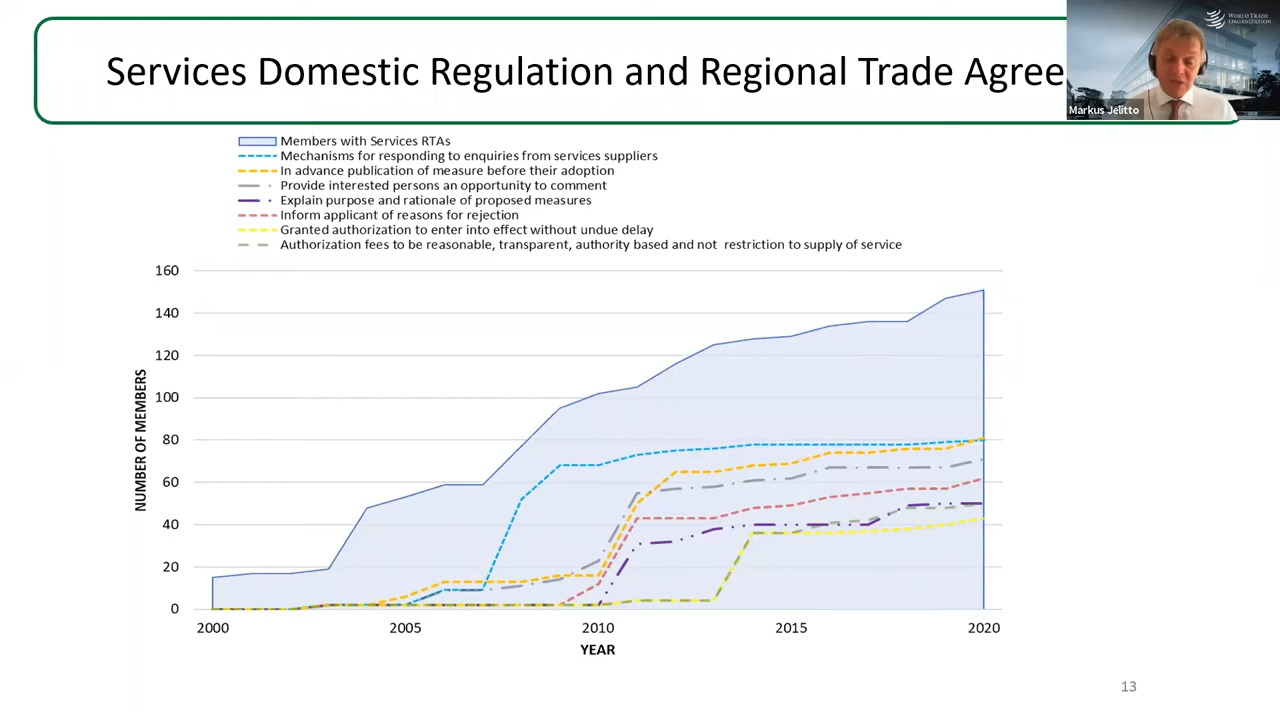 Services Domestic Regulation and Regional Trade Agree
WORLD TRADE
ORGANIZATION
Markus Jelitto
Members with Services RTAs
Mechanisms for responding to enquiries from services suppliers
In advance publication of measure before their adoption
Provide interested persons an opportunity to comment
Explain purpose and rationale of proposed measures
Inform applicant of reasons for rejection
Granted authorization to enter into effect without undue delay
Authorization fees to be reasonable, transparent, authority based and not restriction to supply of service
160
140
120
100
80
60
40
20
0
NUMBER OF MEMBERS
2000 2005 2010 2015 2020
YEAR
13